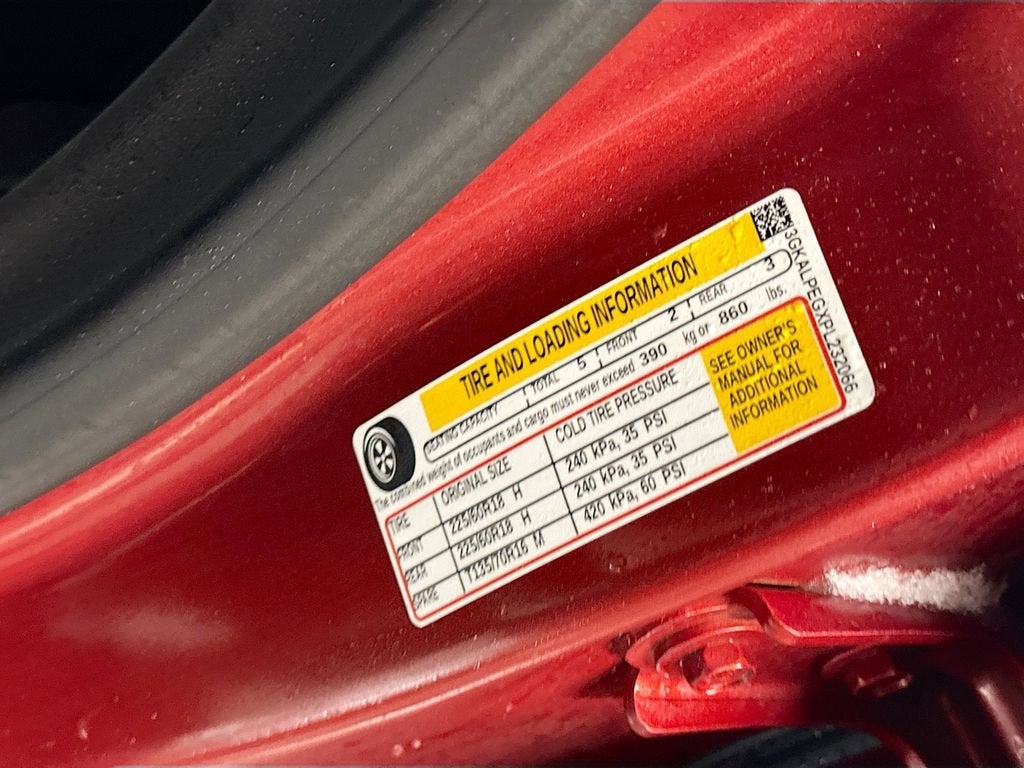 TIRE AND LOADING INFORMATION
SEATING CAPACITY TOTAL 5 FRONT 2 REAR 3
The combined weight of occupants and cargo must never exceed 390 kg or 860 lbs.
TIRE ORIGINAL SIZE COLD TIRE PRESSURE
FRONT 225/60R18 H 240 kPa, 35 PSI
REAR 225/60R18 H 240 kPa, 35 PSI
SPARE T135/70R16 M 420 kPa, 60 PSI
SEE OWNER'S
MANUAL FOR
ADDITIONAL
INFORMATION
3GKALPEGXPL232066